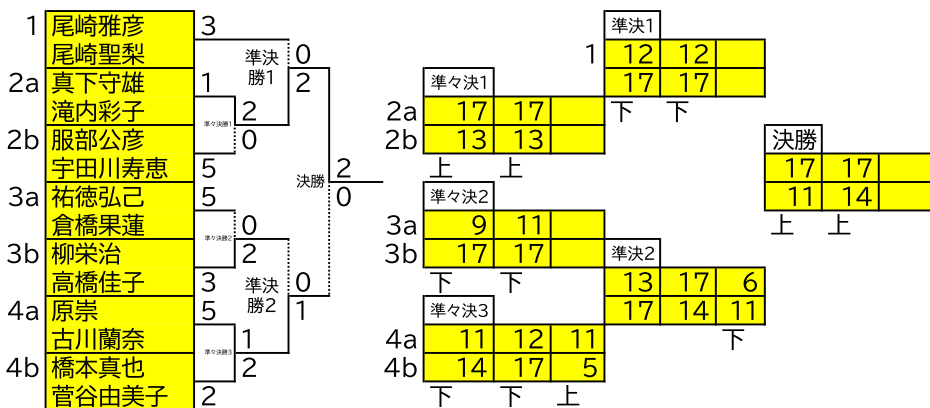 1 尾崎雅彦 3
尾崎聖梨
2a 真下守雄 1
滝内彩子
2b 服部公彦
宇田川寿恵 5
3a 祐徳弘己 5
倉橋果蓮
3b 柳栄治
高橋佳子 3
4a 原崇 5
古川蘭奈
4b 橋本真也
菅谷由美子 2
準々決勝1
2
0
準々決勝2
0
2
準々決勝3
1
2
準決
勝1
0
2
準決
勝2
0
1
決勝
2
0
準々決1
2a 17 17
2b 13 13
上 上
準々決2
3a 9 11
3b 17 17
下 下
準々決3
4a 11 12 11
4b 14 17 5
下 下 上
準決1
1 12 12
17 17
下 下
準決2
13 17 6
17 14 11
下
決勝
17 17
11 14
上 上